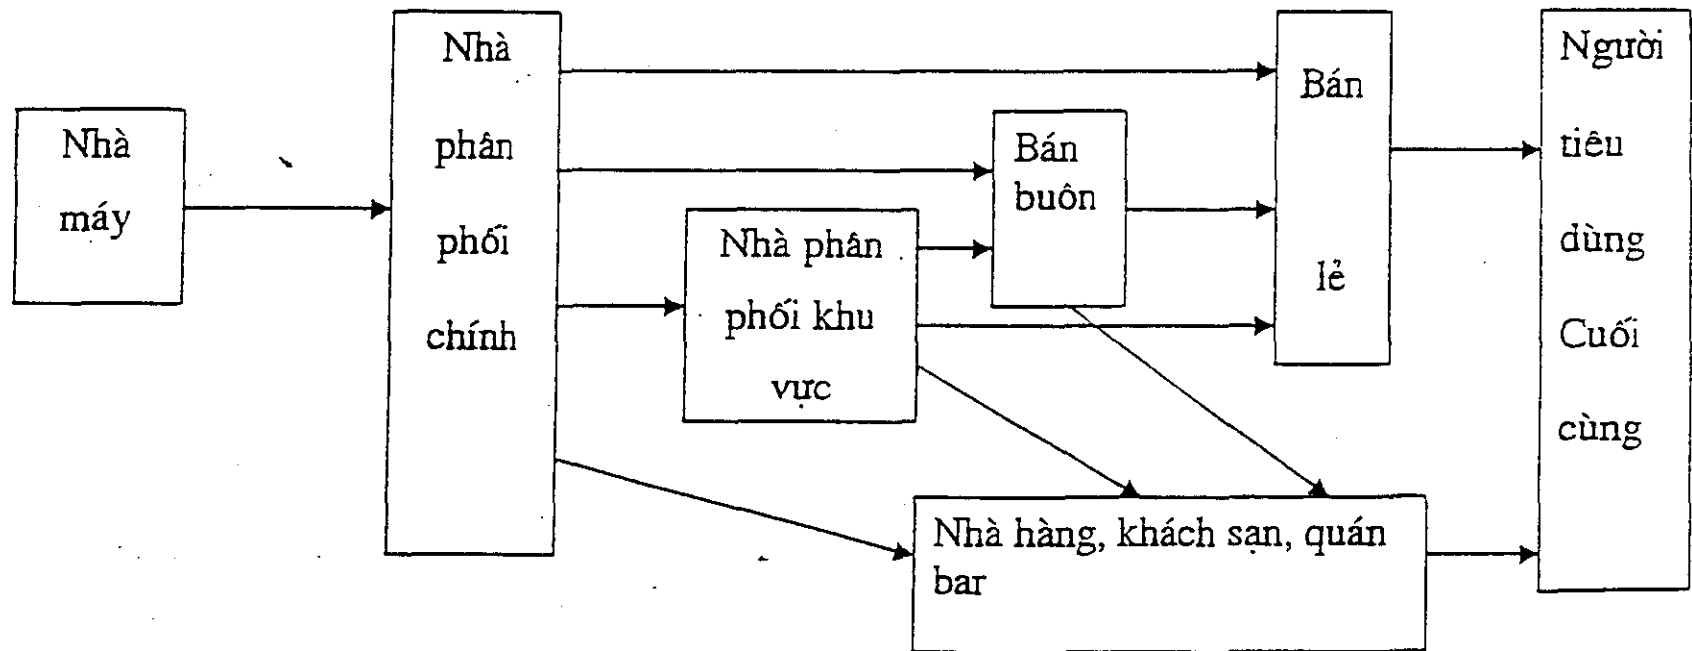 Nhà
máy
Nhà
phân
phối
chính
Nhà phân
phối khu
vực
Bán
buôn
Bán
lẻ
Nhà hàng, khách sạn, quán
bar
Người
tiêu
dùng
Cuối
cùng